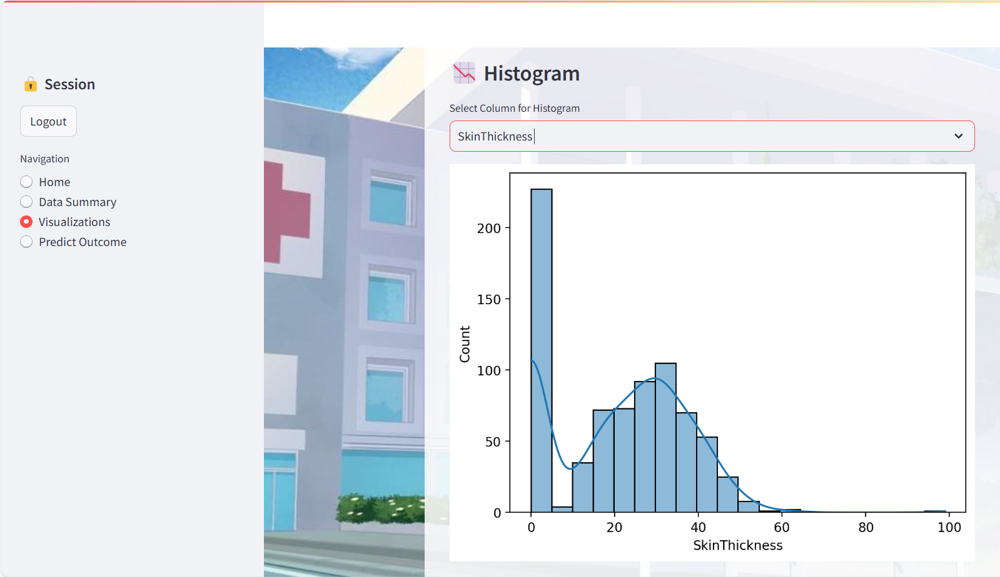 Session
Logout
Navigation
Home
Data Summary
Visualizations
Predict Outcome
Histogram
Select Column for Histogram
SkinThickness
200
150
100
50
0
Count
0 20 40 60 80 100
SkinThickness